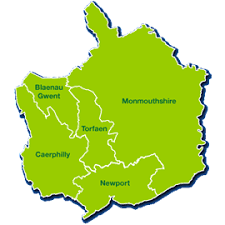 Blaenau
Gwent
Monmouthshire
Torfaen
Caerphilly
Newport